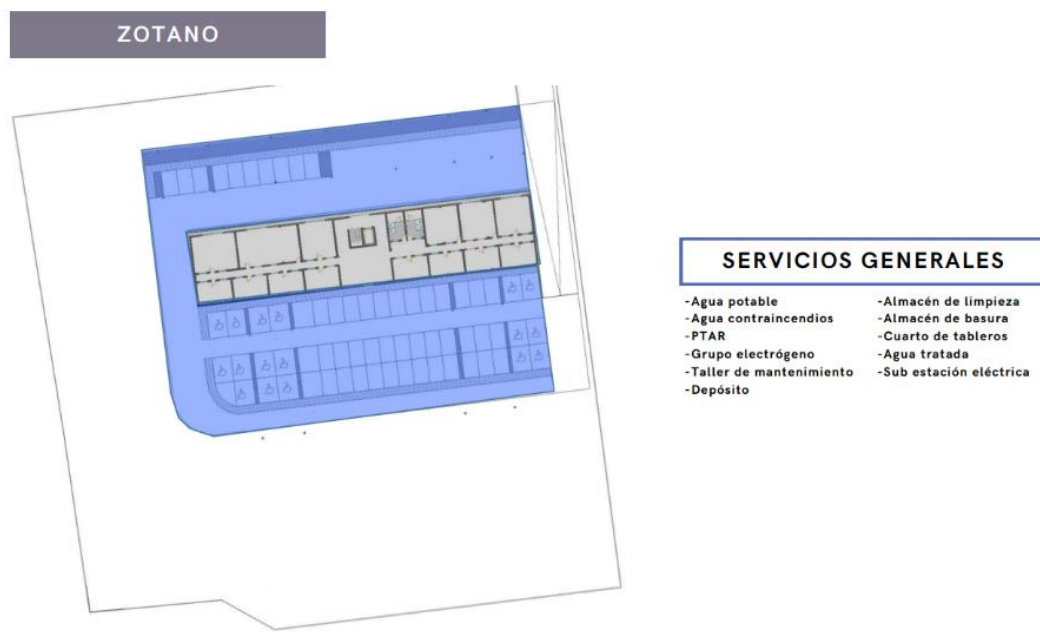 ZOTANO
SERVICIOS GENERALES
-Agua potable
-Agua contraincendios
-PTAR
-Grupo electrógeno
-Taller de mantenimiento
-Depósito
-Almacén de limpieza
-Almacén de basura
-Cuarto de tableros
-Agua tratada
-Sub estación eléctrica